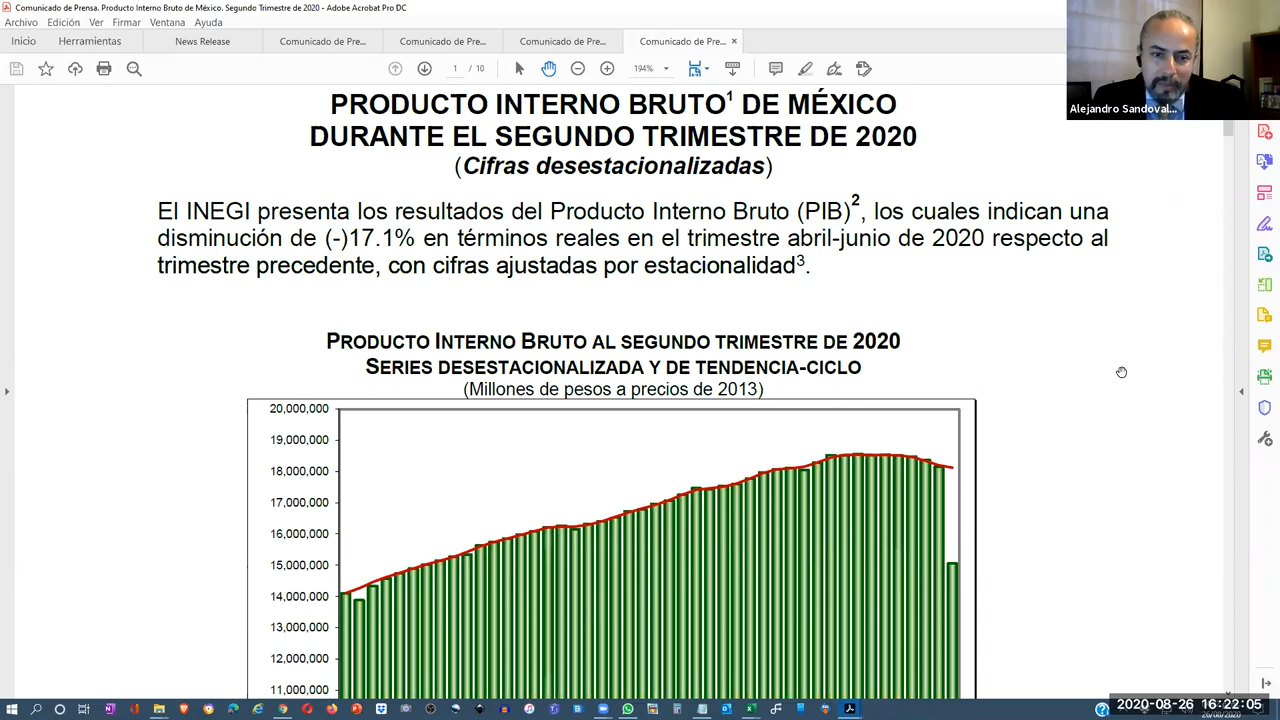 Comunicado de Prensa. Producto Interno Bruto de México. Segundo Trimestre de 2020 - Adobe Acrobat Pro DC
Archivo Edición Ver Firmar Ventana Ayuda
Inicio Herramientas News Release Comunicado de Pre... Comunicado de Pre... Comunicado de Pre... Comunicado de Pre... ×
1 / 10 194%
Alejandro Sandoval...
PRODUCTO INTERNO BRUTO1 DE MÉXICO
DURANTE EL SEGUNDO TRIMESTRE DE 2020
(Cifras desestacionalizadas)
El INEGI presenta los resultados del Producto Interno Bruto (PIB)2, los cuales indican una
disminución de (-)17.1% en términos reales en el trimestre abril-junio de 2020 respecto al
trimestre precedente, con cifras ajustadas por estacionalidad3.
PRODUCTO INTERNO BRUTO AL SEGUNDO TRIMESTRE DE 2020
SERIES DESESTACIONALIZADA Y DE TENDENCIA-CICLO
(Millones de pesos a precios de 2013)
20,000,000
19,000,000
18,000,000
17,000,000
16,000,000
15,000,000
14,000,000
13,000,000
12,000,000
11,000,000
2020-08-26 16:22:05
26/08/2020